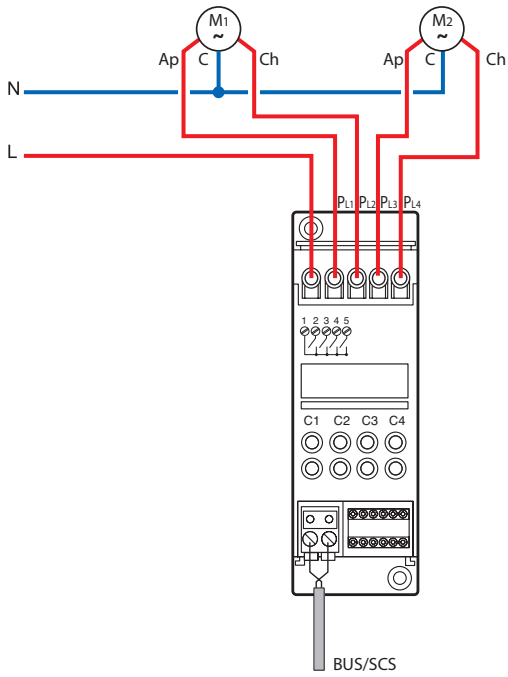 M1 M2
~ ~
Ap C Ch Ap C Ch
N
L
PL1 PL2 PL3 PL4
1 2 3 4 5
C1 C2 C3 C4
BUS/SCS